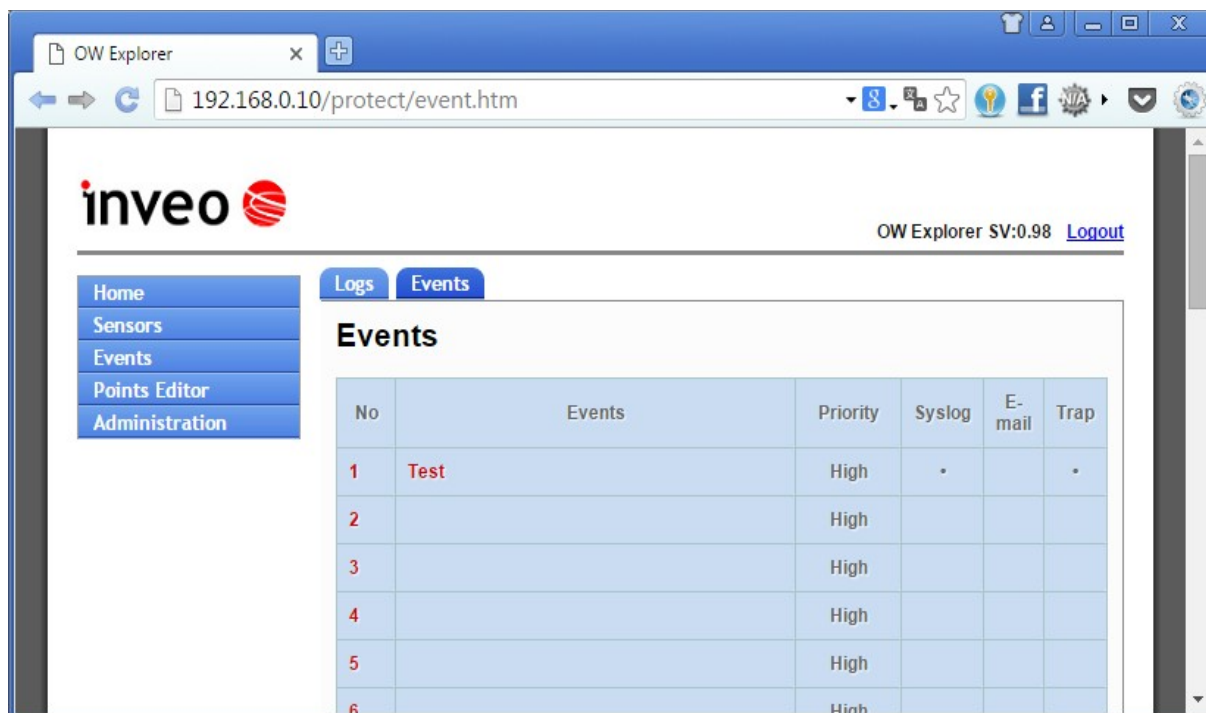 OW Explorer
192.168.0.10/protect/event.htm
inveo
OW Explorer SV:0.98 Logout
Home
Sensors
Events
Points Editor
Administration
Logs Events
Events
No Events Priority Syslog E-mail Trap
1 Test High • •
2 High
3 High
4 High
5 High
6 High